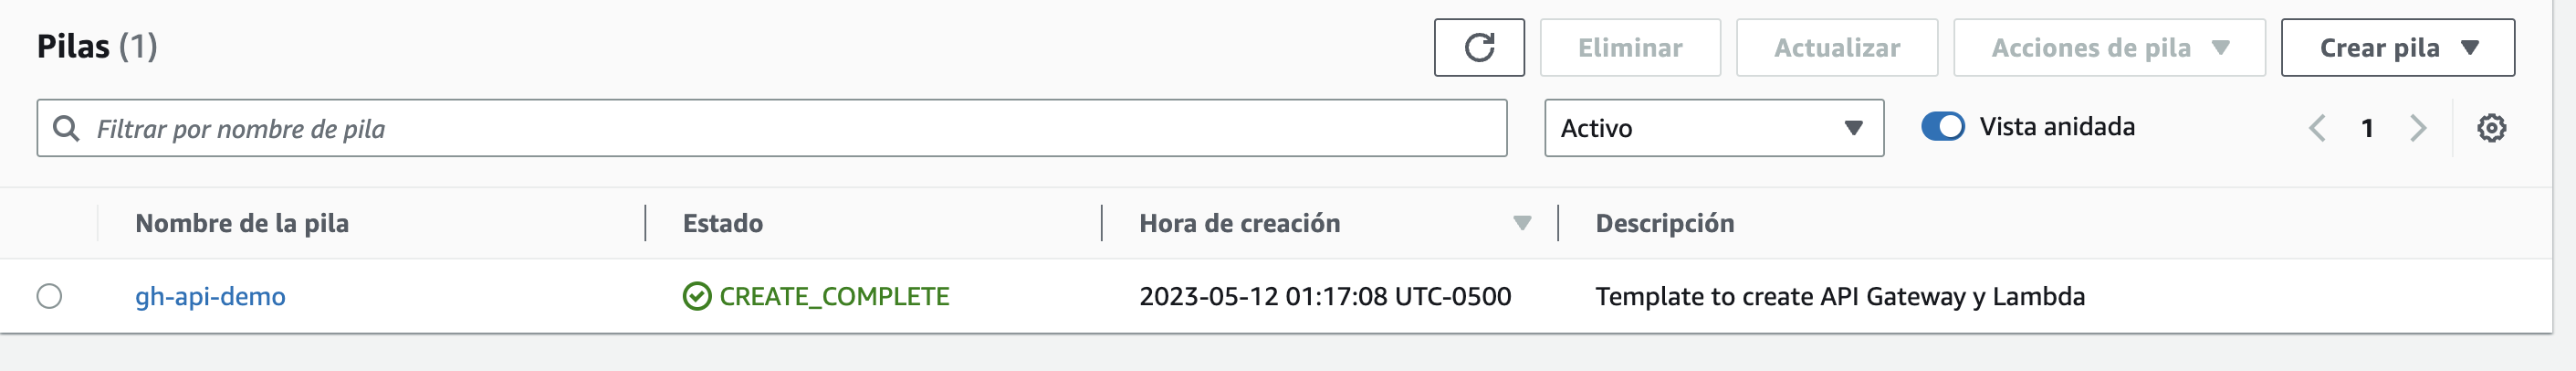 Pilas (1)
Eliminar
Actualizar
Acciones de pila
Crear pila
Filtrar por nombre de pila
Activo
Vista anidada
1
Nombre de la pila
Estado
Hora de creación
Descripción
gh-api-demo
CREATE_COMPLETE
2023-05-12 01:17:08 UTC-0500
Template to create API Gateway y Lambda